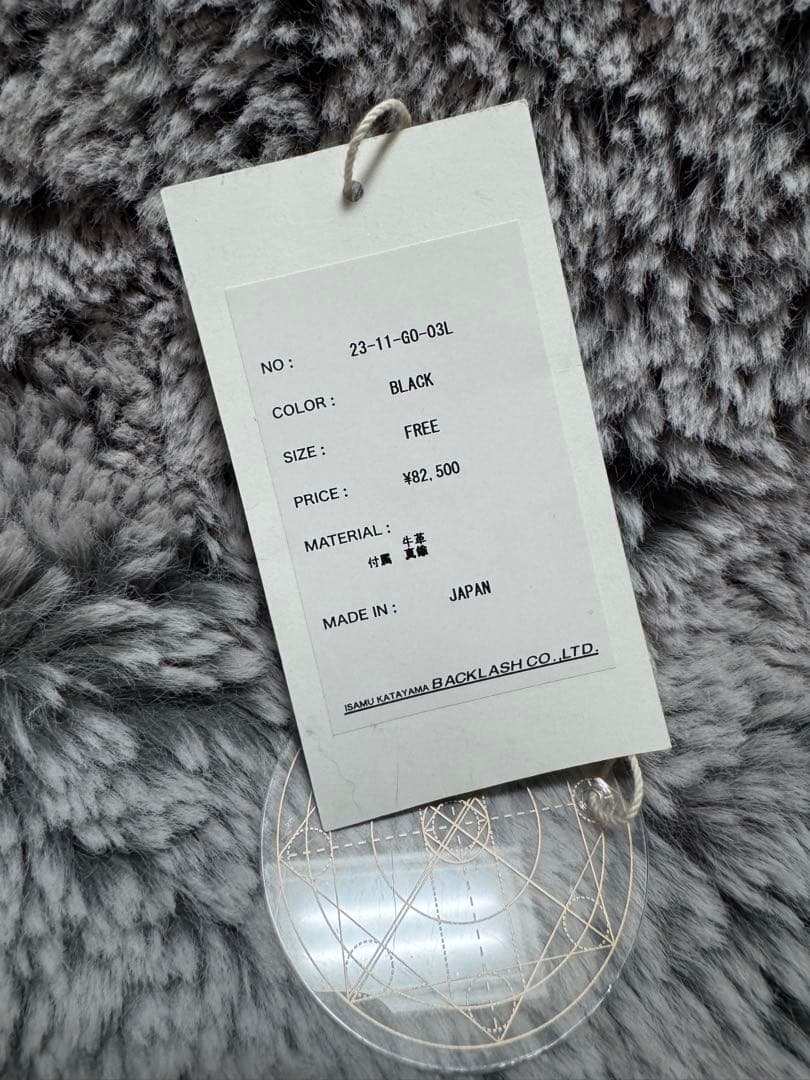 NO : 23-11-GO-03L
COLOR : BLACK
SIZE : FREE
PRICE : ¥82,500
MATERIAL : 牛革
付属 真鍮
MADE IN : JAPAN
ISAMU KATAYAMA BACKLASH CO.,LTD.